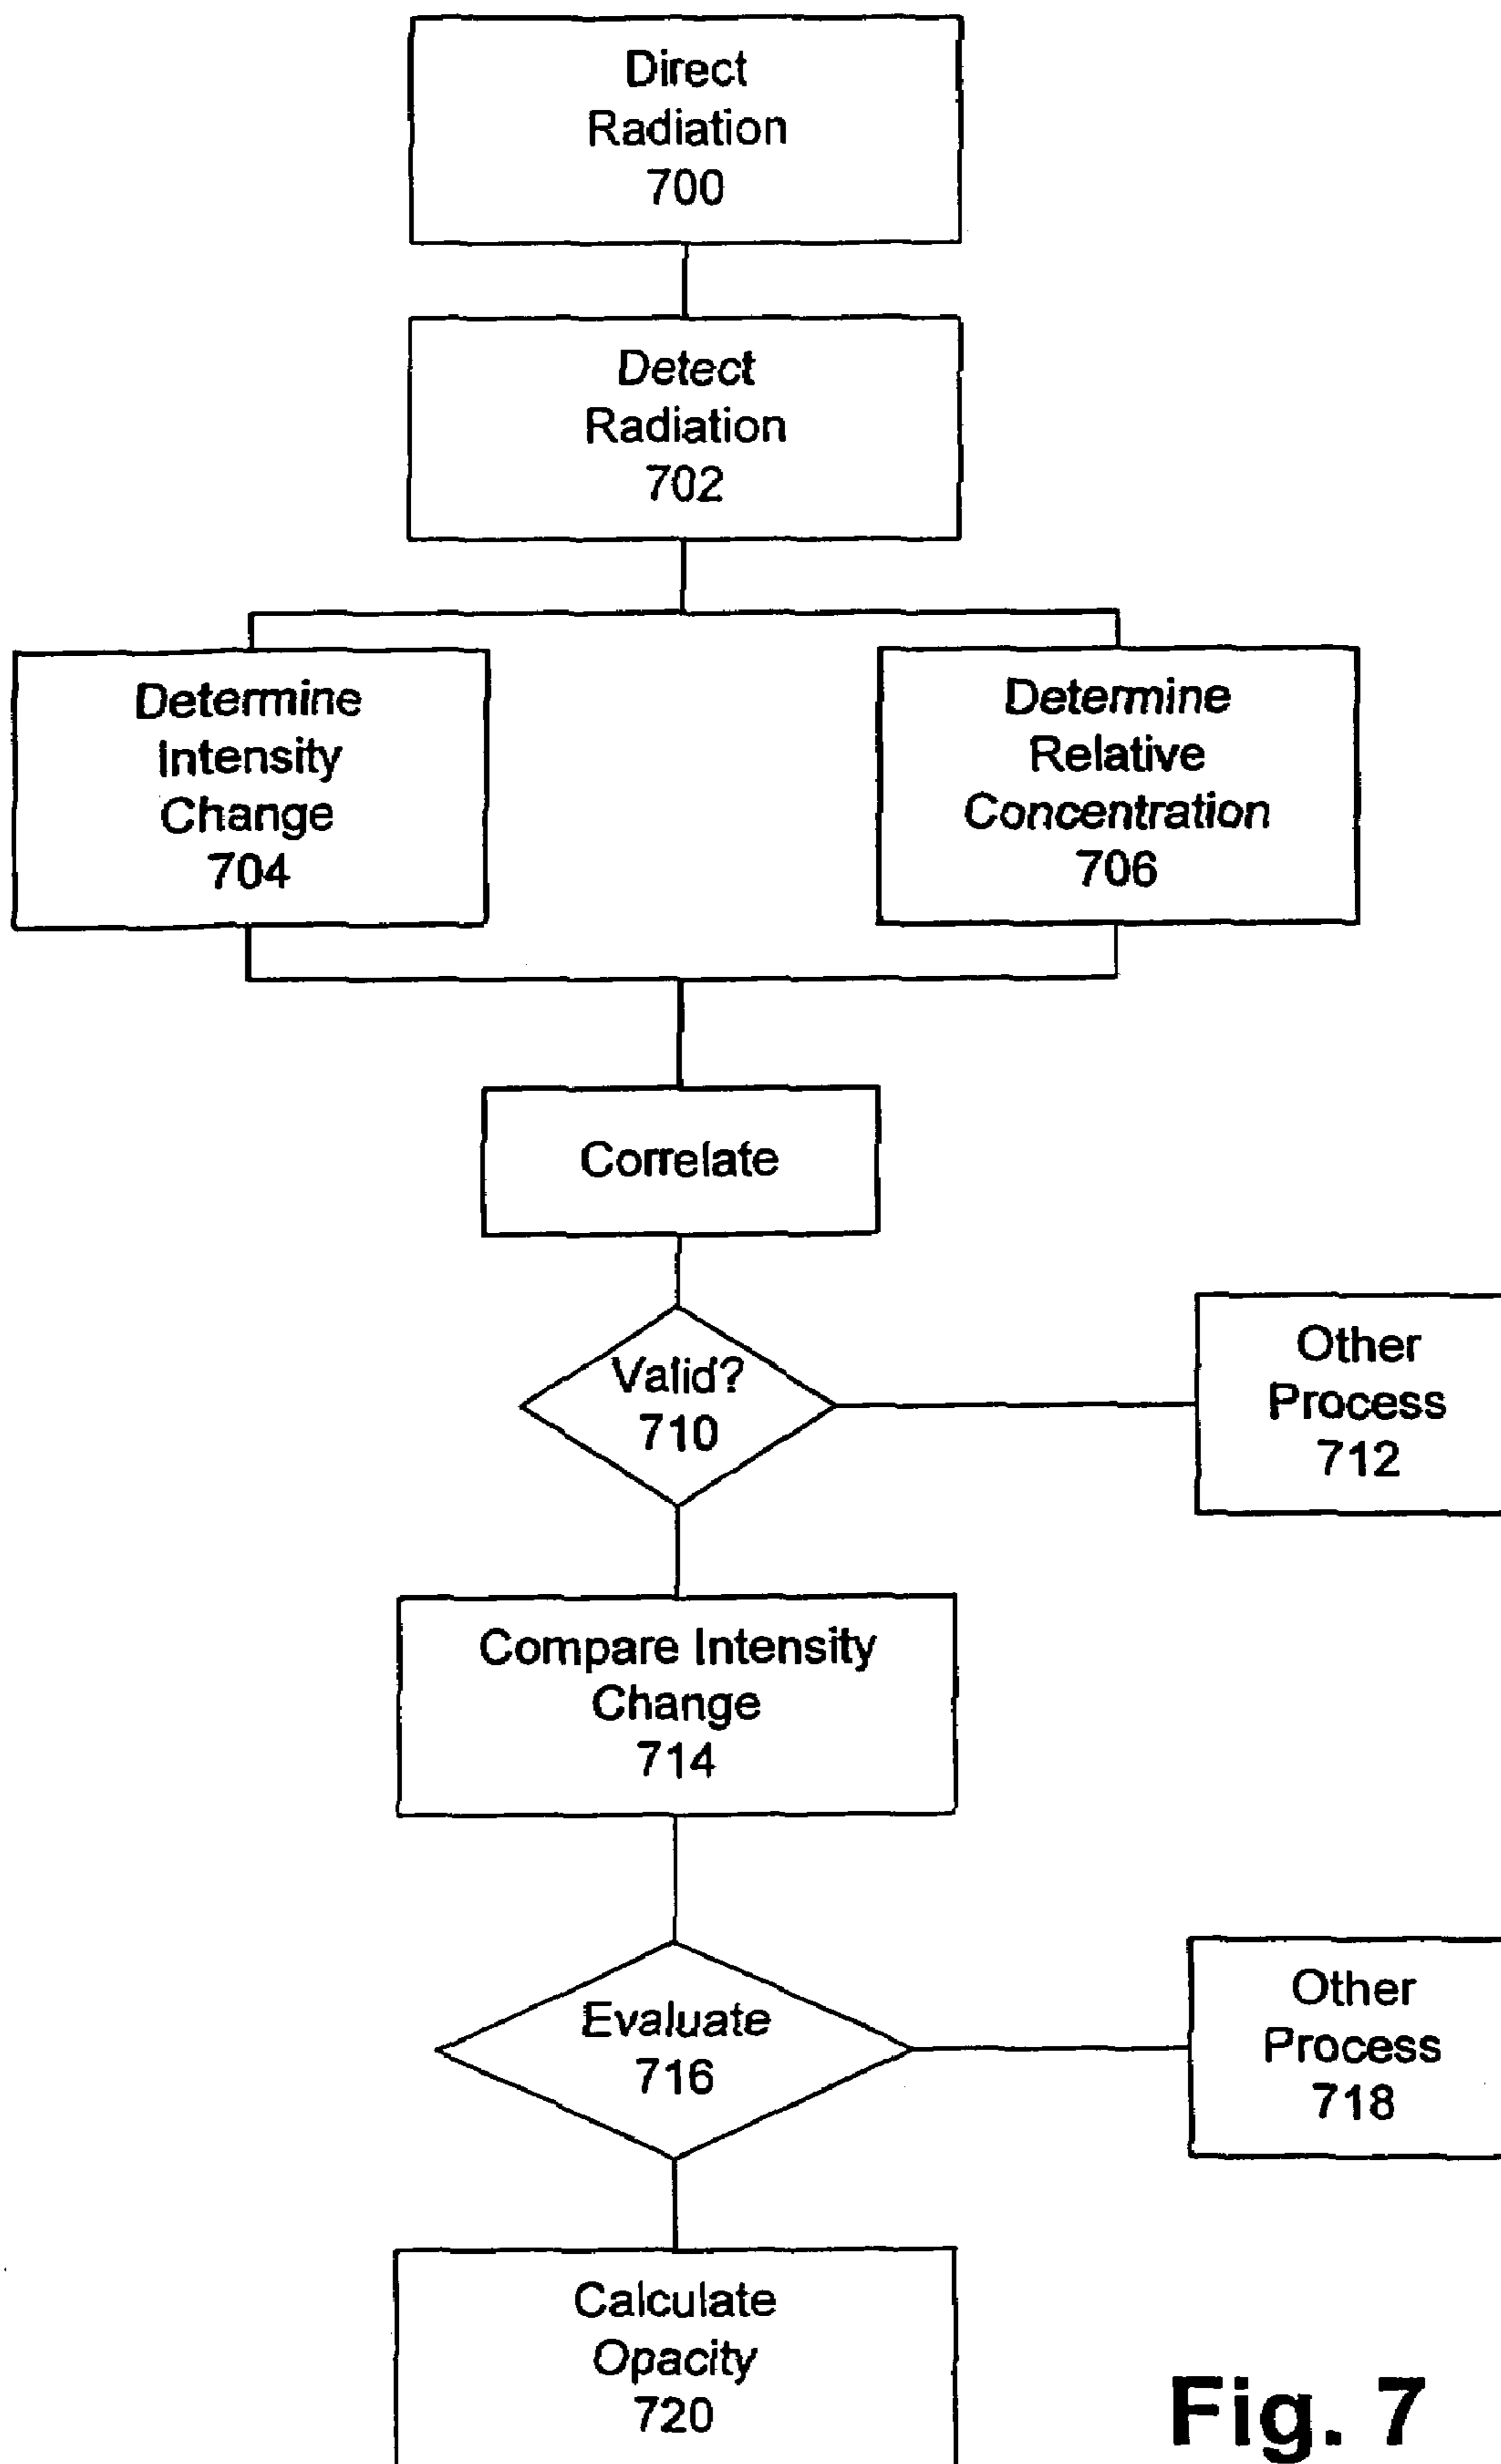 Direct
Radiation
700
Detect
Radiation
702
Determine
Intensity
Change
704
Determine
Relative
Concentration
706
Correlate
Valid?
710
Other
Process
712
Compare Intensity
Change
714
Evaluate
716
Other
Process
718
Calculate
Opacity
720
Fig. 7